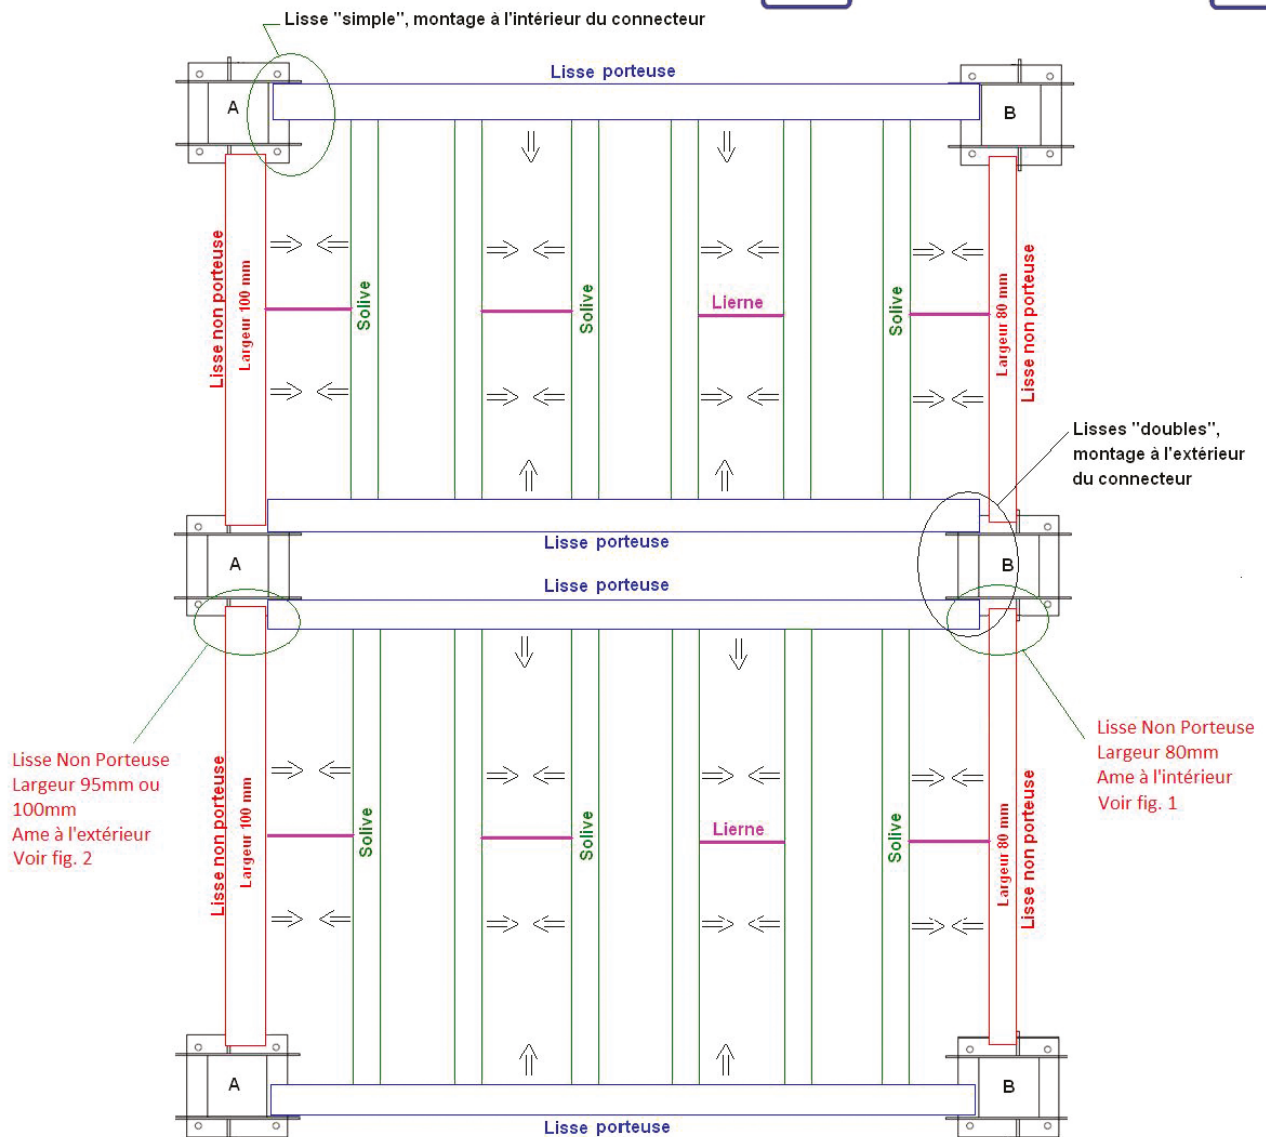 Lisse "simple", montage à l'intérieur du connecteur
Lisse porteuse
A
B
Lisse non porteuse
Largeur 100 mm
Solive
Solive
Lierne
Solive
Largeur 80 mm
Lisse non porteuse
Lisses "doubles",
montage à l'extérieur
du connecteur
Lisse porteuse
A
B
Lisse porteuse
Lisse Non Porteuse
Largeur 95mm ou
100mm
Ame à l'extérieur
Voir fig. 2
Lisse non porteuse
Largeur 100 mm
Solive
Solive
Lierne
Solive
Largeur 80 mm
Lisse non porteuse
Lisse Non Porteuse
Largeur 80mm
Ame à l'intérieur
Voir fig. 1
A
B
Lisse porteuse